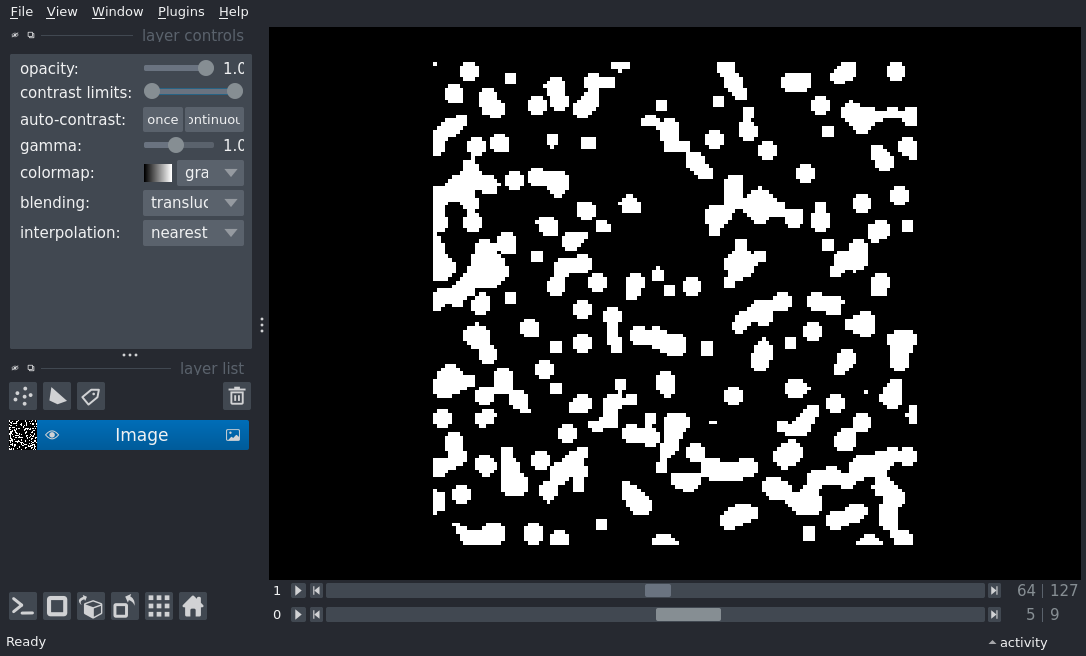 File View Window Plugins Help
layer controls
opacity: 1.0
contrast limits:
auto-contrast: once ontinuou
gamma: 1.0
colormap: gra
blending: transluc
interpolation: nearest
layer list
Image
1 64 127
0 5 9
Ready activity